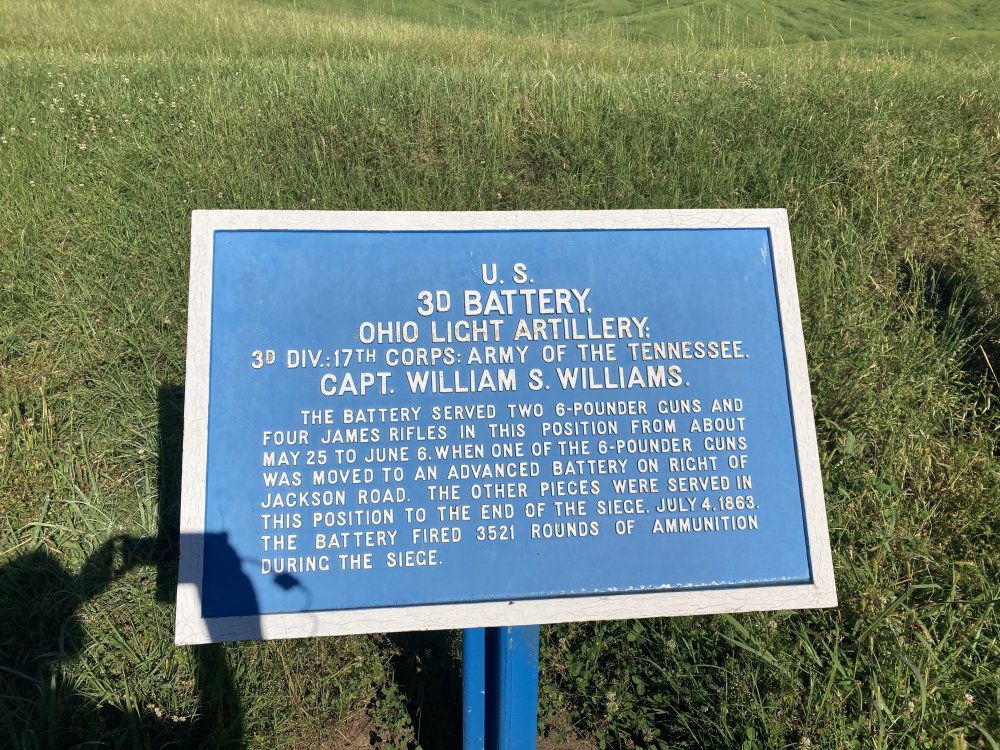 U. S.
3D BATTERY,
OHIO LIGHT ARTILLERY;
3D DIV.: 17TH CORPS: ARMY OF THE TENNESSEE.
CAPT. WILLIAM S. WILLIAMS.
THE BATTERY SERVED TWO 6-POUNDER GUNS AND
FOUR JAMES RIFLES IN THIS POSITION FROM ABOUT
MAY 25 TO JUNE 6, WHEN ONE OF THE 6-POUNDER GUNS
WAS MOVED TO AN ADVANCED BATTERY ON RIGHT OF
JACKSON ROAD. THE OTHER PIECES WERE SERVED IN
THIS POSITION TO THE END OF THE SIEGE, JULY 4, 1863.
THE BATTERY FIRED 3521 ROUNDS OF AMMUNITION
DURING THE SIEGE.